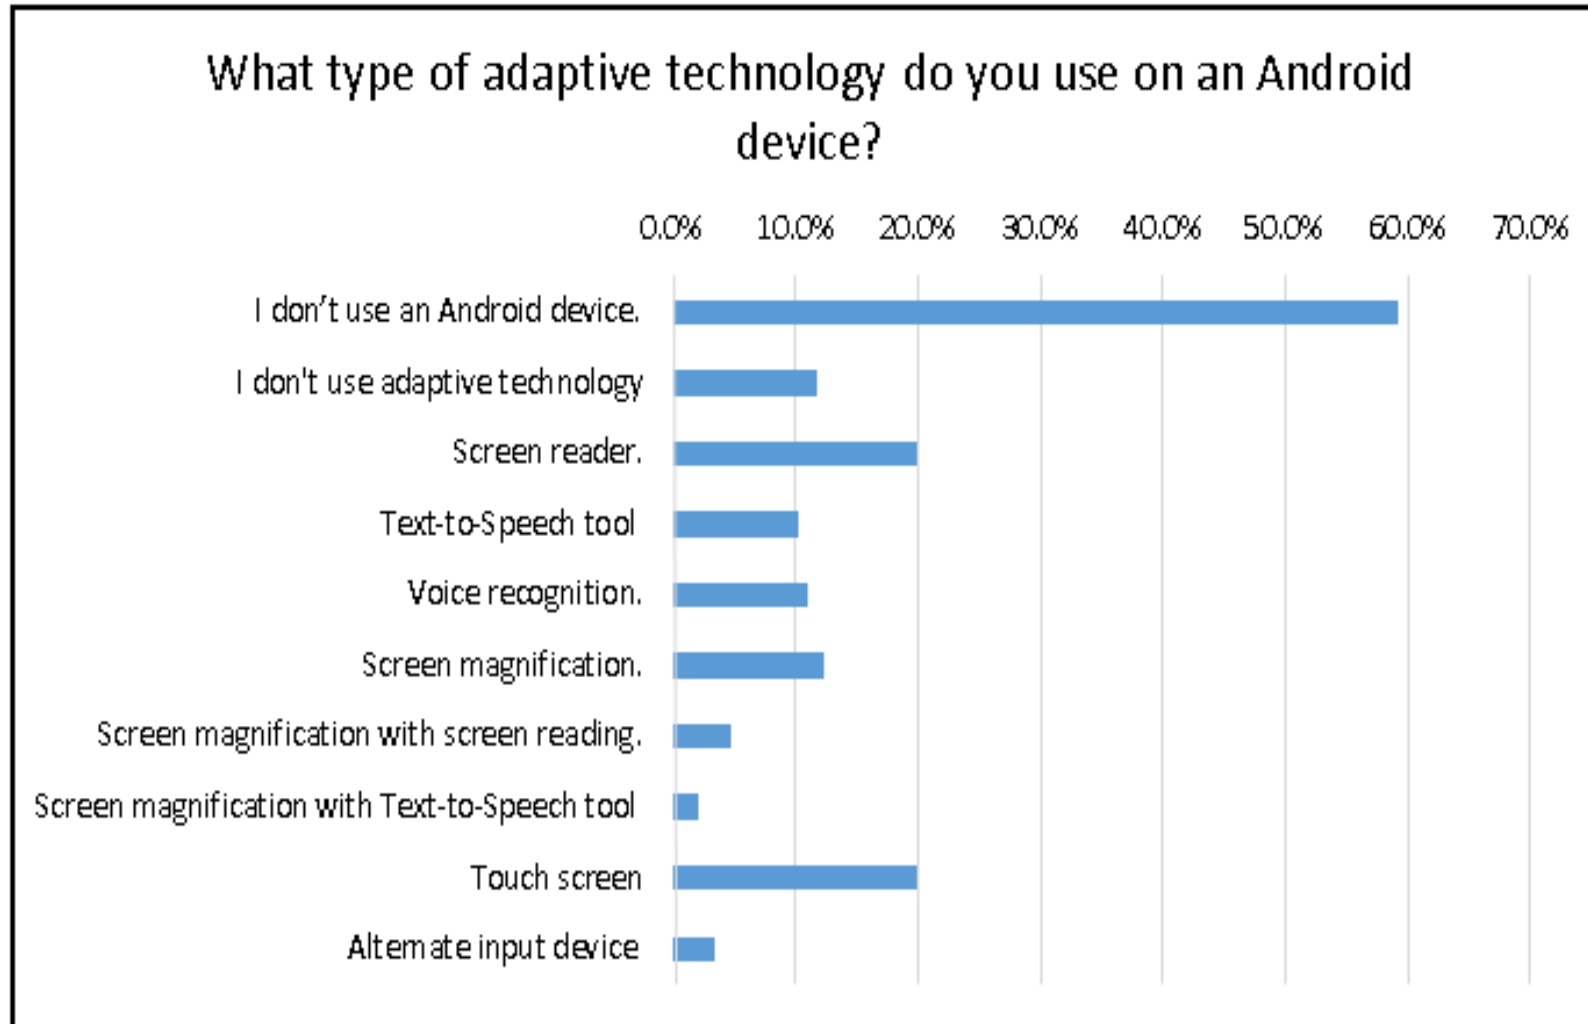 What type of adaptive technology do you use on an Android
device?
0.0% 10.0% 20.0% 30.0% 40.0% 50.0% 60.0% 70.0%
I don’t use an Android device.
I don't use adaptive technology
Screen reader.
Text-to-Speech tool
Voice recognition.
Screen magnification.
Screen magnification with screen reading.
Screen magnification with Text-to-Speech tool
Touch screen
Alternate input device